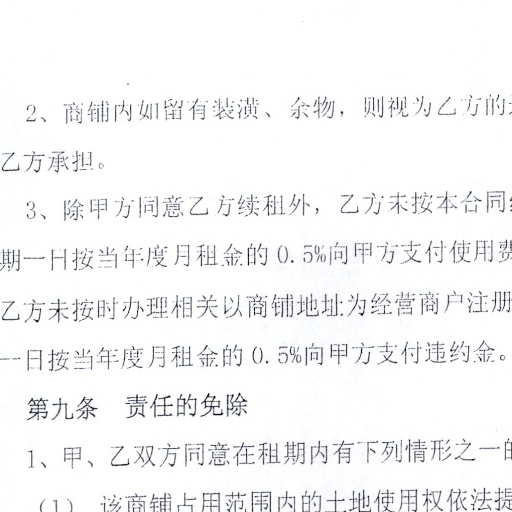 2、商铺内如留有装潢、余物，则视为乙方的
乙方承担。
3、除甲方同意乙方续租外，乙方未按本合同
期一日按当年度月租金的 0.5%向甲方支付使用费
乙方未按时办理相关以商铺地址为经营商户注册
一日按当年度月租金的 0.5%向甲方支付违约金。
第九条 责任的免除
1、甲、乙双方同意在租期内有下列情形之一的
（1） 该商铺占用范围内的土地使用权依法提